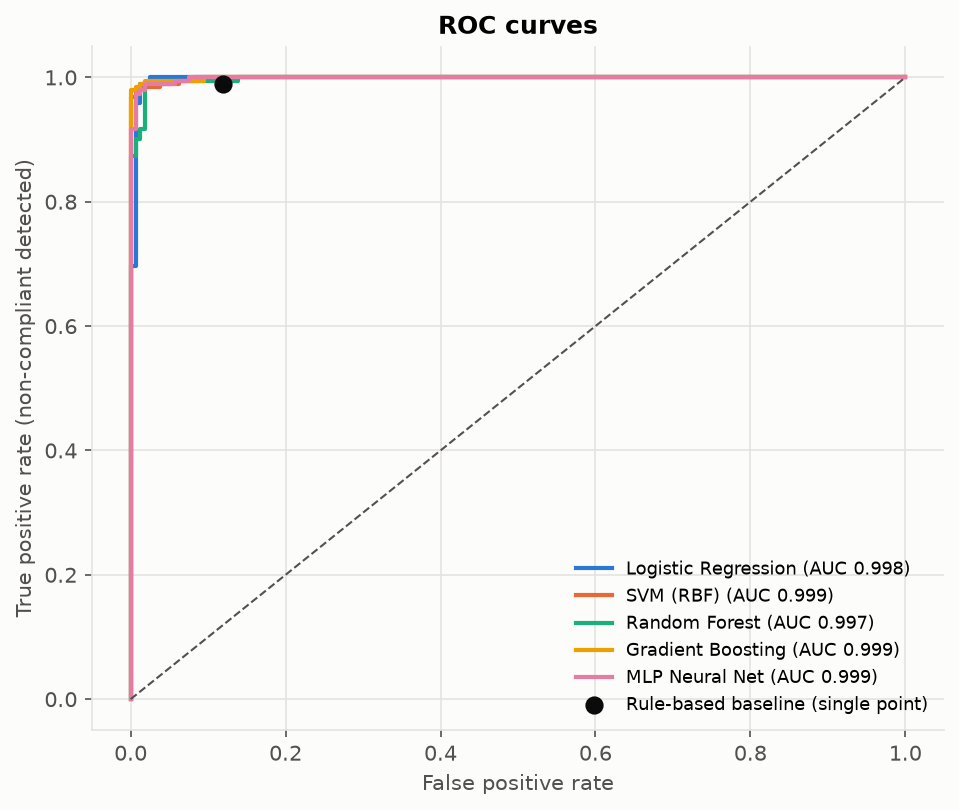 ROC curves
1.0
0.8
0.6
0.4
0.2
0.0
True positive rate (non-compliant detected)
Logistic Regression (AUC 0.998)
SVM (RBF) (AUC 0.999)
Random Forest (AUC 0.997)
Gradient Boosting (AUC 0.999)
MLP Neural Net (AUC 0.999)
Rule-based baseline (single point)
0.0 0.2 0.4 0.6 0.8 1.0
False positive rate